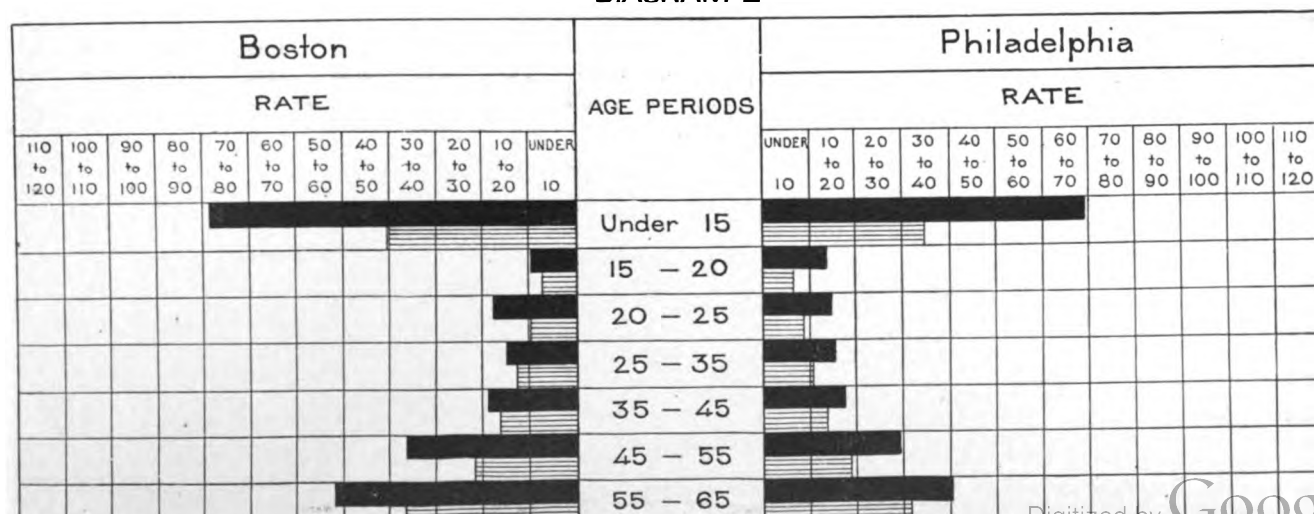 Boston
Philadelphia
RATE
AGE PERIODS
RATE
110 to 120
100 to 110
90 to 100
80 to 90
70 to 80
60 to 70
50 to 60
40 to 50
30 to 40
20 to 30
10 to 20
UNDER 10
UNDER 10
10 to 20
20 to 30
30 to 40
40 to 50
50 to 60
60 to 70
70 to 80
80 to 90
90 to 100
100 to 110
110 to 120
Under 15
15 – 20
20 – 25
25 – 35
35 – 45
45 – 55
55 – 65